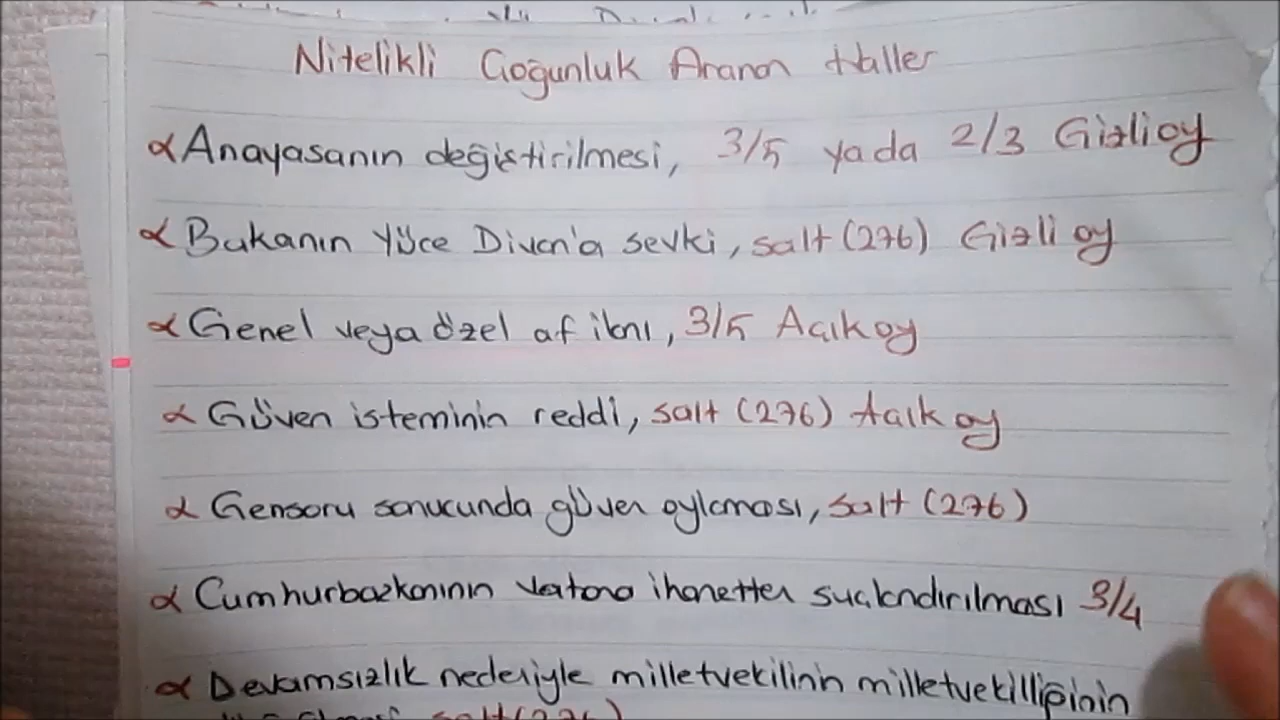 Nitelikli Çoğunluk Aranan Haller
α Anayasanın değiştirilmesi, 3/5 yada 2/3 Gizli oy
α Bakanın Yüce Divan'a sevki, salt (276) Gizli oy
α Genel veya özel af ilanı, 3/5 Açık oy
α Güven isteminin reddi, salt (276) Açık oy
α Gensoru sonucunda güven oylaması, salt (276)
α Cumhurbaşkanının vatana ihanetten suçlandırılması 3/4
α Devamsızlık nedeniyle milletvekilinin milletvekilliğinin
salt (276)